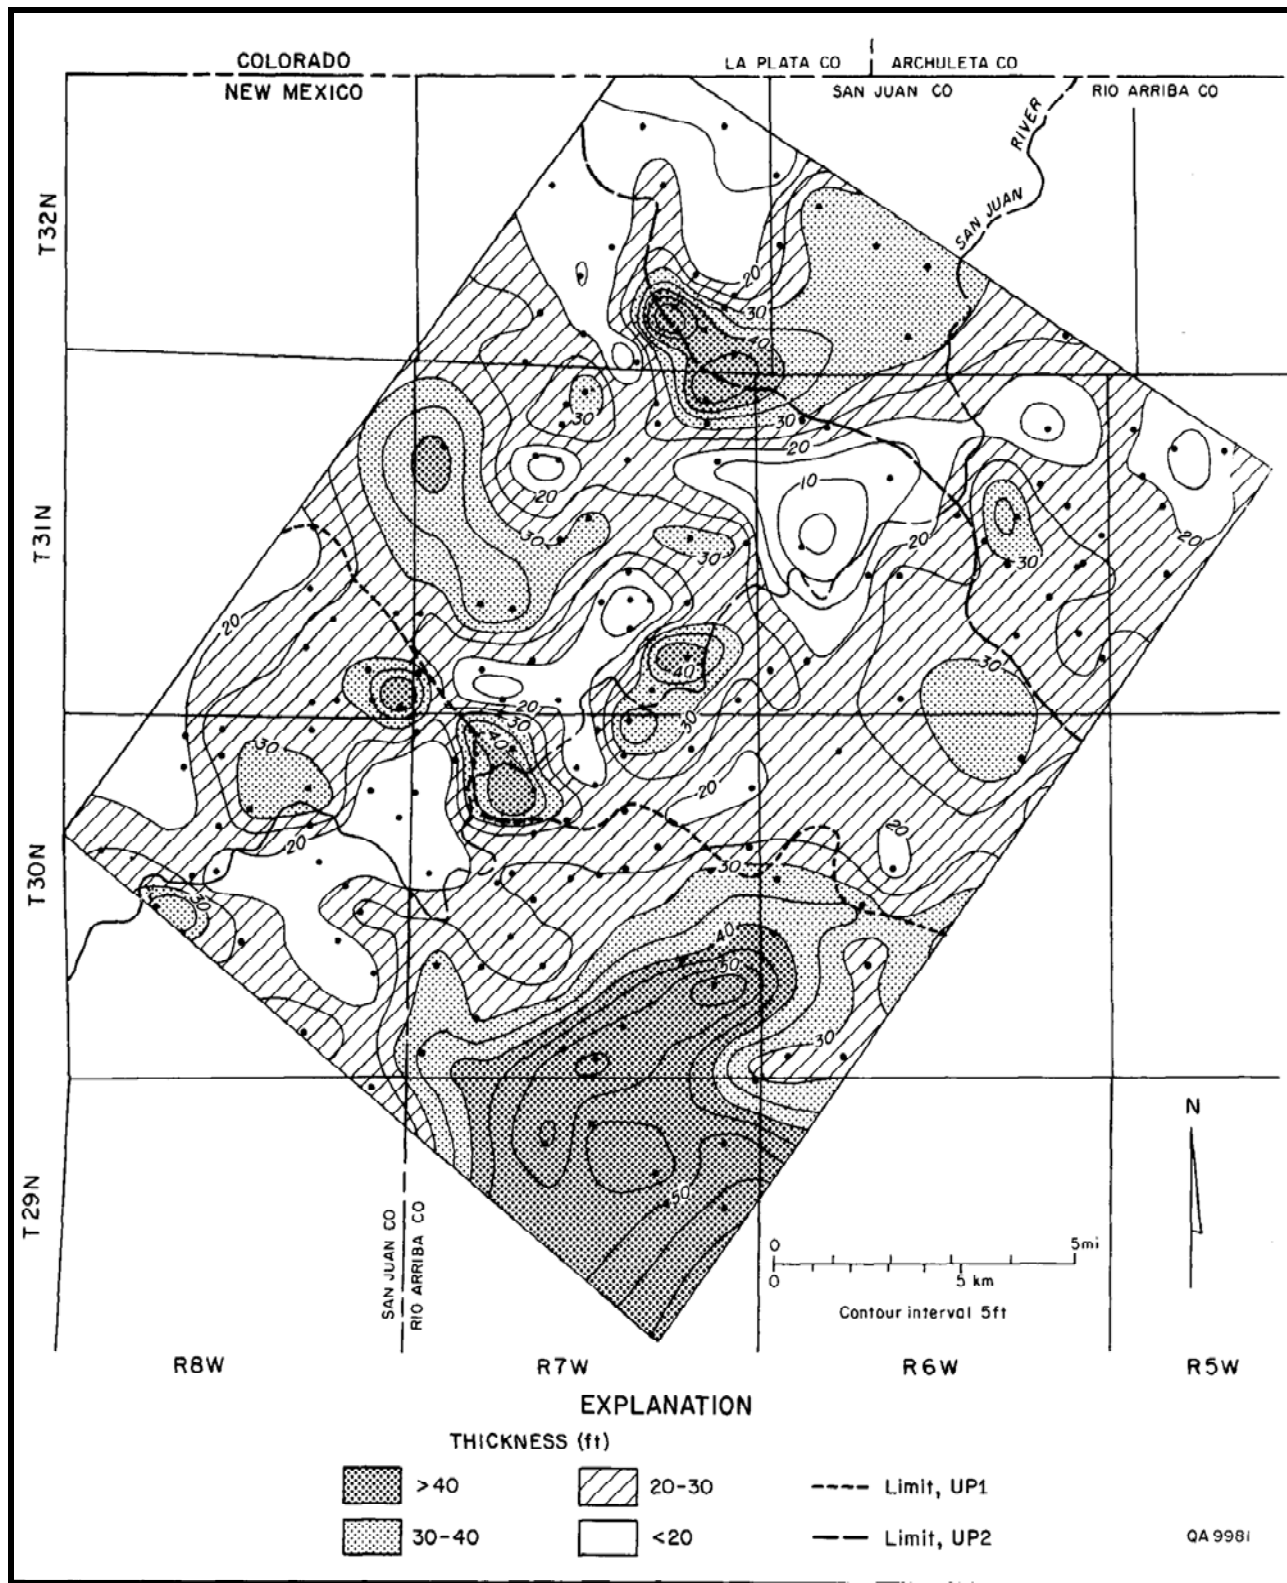 COLORADO
NEW MEXICO
LA PLATA CO
ARCHULETA CO
SAN JUAN CO
RIO ARRIBA CO
SAN JUAN RIVER
T32N
T31N
T30N
T29N
20
30
40
30
30
20
10
20
20
30
20
30
30
20
40
30
20
30
40
30
20
20
30
20
30
30
40
50
30
50
SAN JUAN CO
RIO ARRIBA CO
N
0 5mi
0 5 km
Contour interval 5ft
R8W R7W R6W R5W
EXPLANATION
THICKNESS (ft)
>40 20-30 Limit, UP1
30-40 <20 Limit, UP2
QA9981